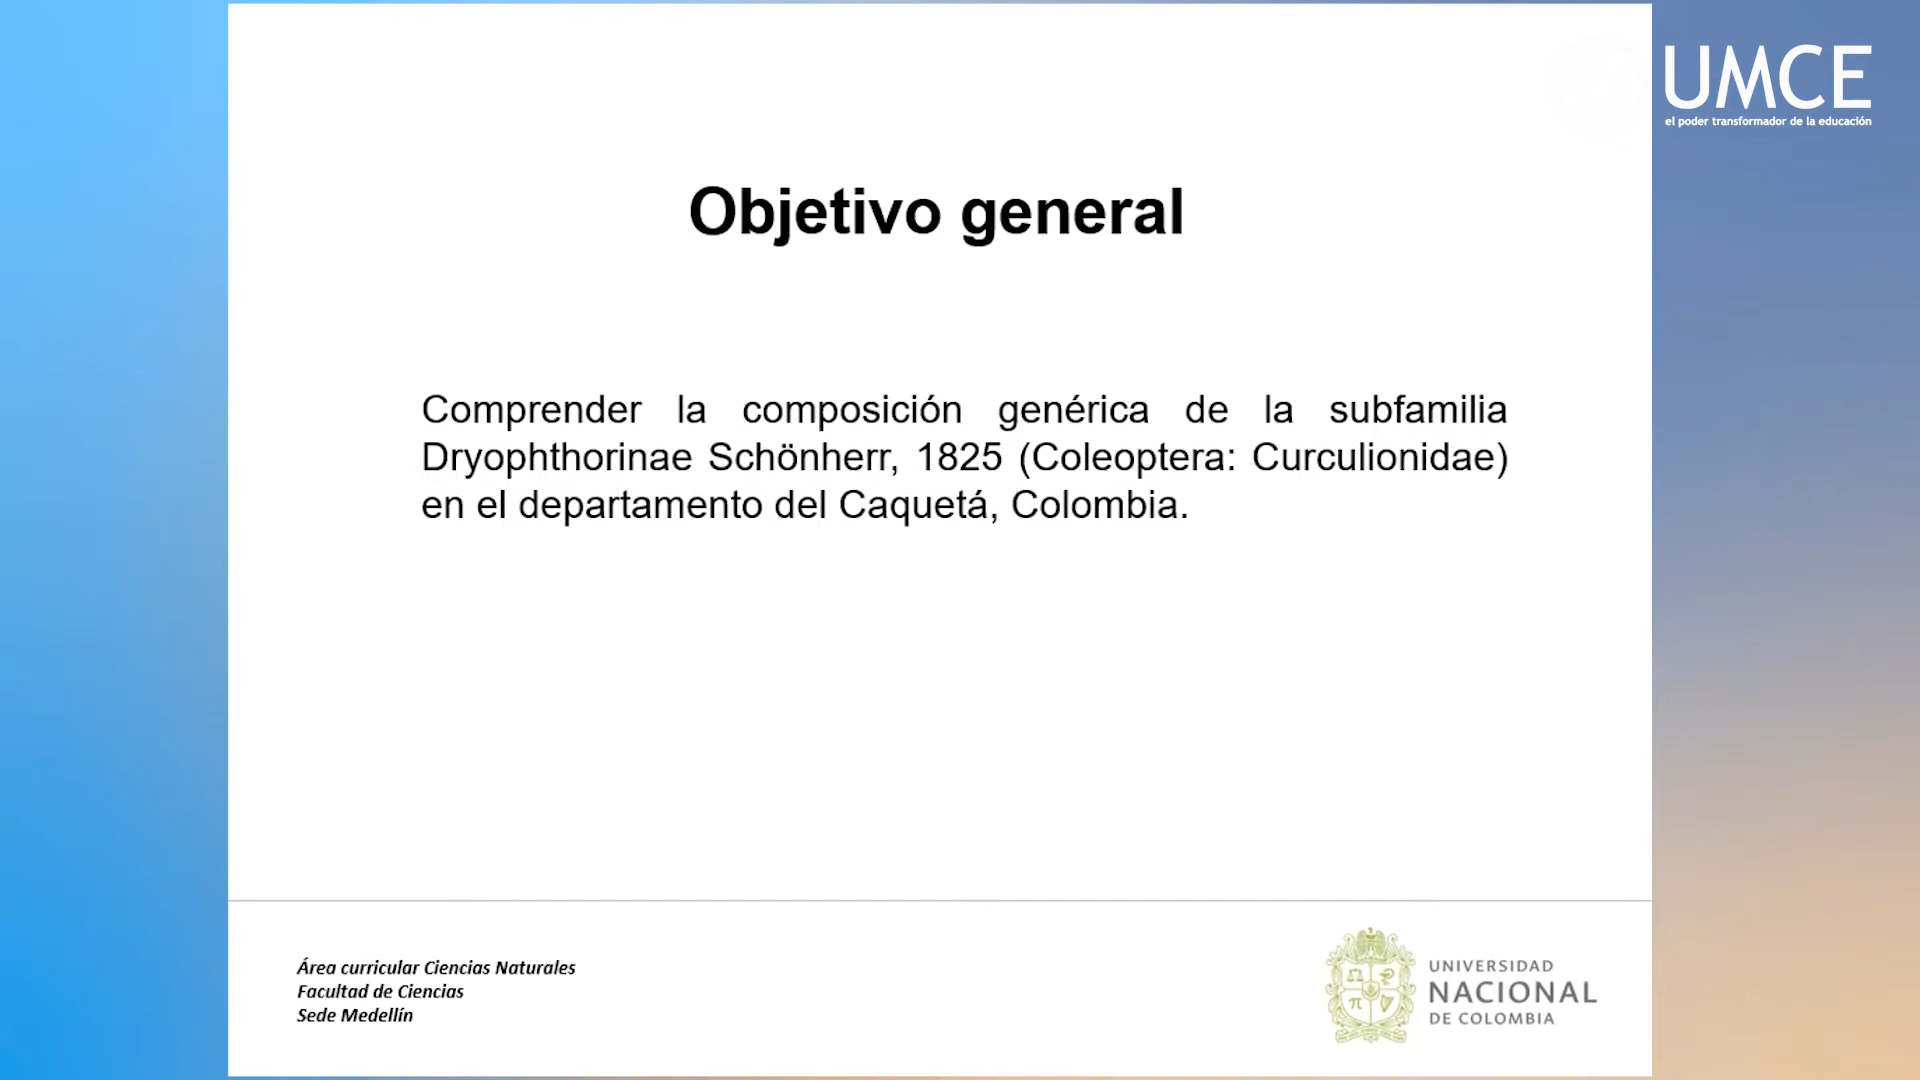 UMCE
el poder transformador de la educación
Objetivo general
Comprender la composición genérica de la subfamilia
Dryophthorinae Schönherr, 1825 (Coleoptera: Curculionidae)
en el departamento del Caquetá, Colombia.
Área curricular Ciencias Naturales
Facultad de Ciencias
Sede Medellín
UNIVERSIDAD
NACIONAL
DE COLOMBIA